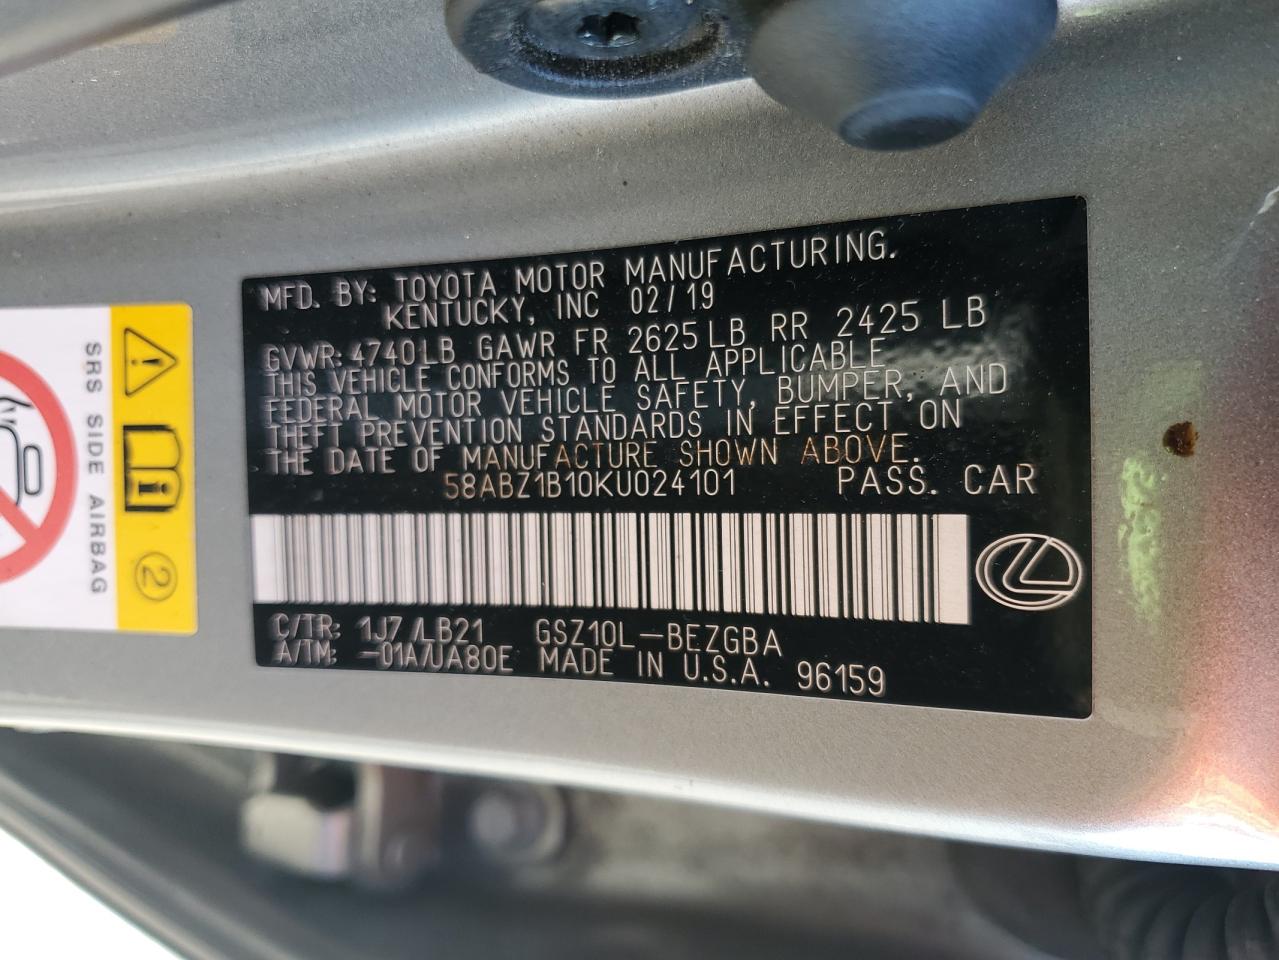 MFD. BY: TOYOTA MOTOR MANUFACTURING.
KENTUCKY, INC 02/19
GVWR: 4740LB GAWR FR 2625 LB RR 2425 LB
THIS VEHICLE CONFORMS TO ALL APPLICABLE
FEDERAL MOTOR VEHICLE SAFETY, BUMPER, AND
THEFT PREVENTION STANDARDS IN EFFECT ON
THE DATE OF MANUFACTURE SHOWN ABOVE.
58ABZ1B10KU024101 PASS. CAR
C/TR: 1J7 /LB21 GSZ10L-BEZGBA
A/TM: -01A/UA80E MADE IN U.S.A. 96159
SRS SIDE AIRBAG
2